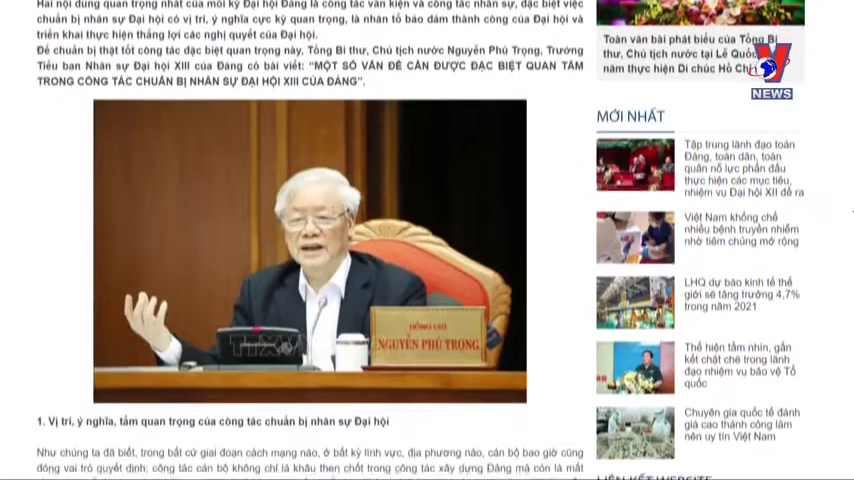 Hai nội dung quan trọng nhất của mỗi kỳ Đại hội Đảng là công tác văn kiện và công tác nhân sự, đặc biệt việc
chuẩn bị nhân sự Đại hội có vị trí, ý nghĩa cực kỳ quan trọng, là nhân tố bảo đảm thành công của Đại hội và
triển khai thực hiện thắng lợi các nghị quyết của Đại hội.
Để chuẩn bị thật tốt công tác đặc biệt quan trọng này, Tổng Bí thư, Chủ tịch nước Nguyễn Phú Trọng, Trưởng
Tiểu ban Nhân sự Đại hội XIII của Đảng có bài viết: “MỘT SỐ VẤN ĐỀ CẦN ĐƯỢC ĐẶC BIỆT QUAN TÂM
TRONG CÔNG TÁC CHUẨN BỊ NHÂN SỰ ĐẠI HỘI XIII CỦA ĐẢNG”.
TTXVN
ĐỒNG CHÍ
NGUYỄN PHÚ TRỌNG
1. Vị trí, ý nghĩa, tầm quan trọng của công tác chuẩn bị nhân sự Đại hội
Như chúng ta đã biết, trong bất cứ giai đoạn cách mạng nào, ở bất kỳ lĩnh vực, địa phương nào, cán bộ bao giờ cũng
đóng vai trò quyết định; công tác cán bộ không chỉ là khâu then chốt trong công tác xây dựng Đảng mà còn là mắt
Toàn văn bài phát biểu của Tổng Bí
thư, Chủ tịch nước tại Lễ Quốc
năm thực hiện Di chúc Hồ Chí
V
NEWS
MỚI NHẤT
Tập trung lãnh đạo toàn
Đảng, toàn dân, toàn
quân nỗ lực phấn đấu
thực hiện các mục tiêu,
nhiệm vụ Đại hội XII đề ra
Việt Nam khống chế
nhiều bệnh truyền nhiễm
nhờ tiêm chủng mở rộng
LHQ dự báo kinh tế thế
giới sẽ tăng trưởng 4,7%
trong năm 2021
Thể hiện tầm nhìn, gắn
kết chặt chẽ trong lãnh
đạo nhiệm vụ bảo vệ Tổ
quốc
Chuyên gia quốc tế đánh
giá cao thành công làm
nên uy tín Việt Nam
LIÊN KẾT WEBSITE